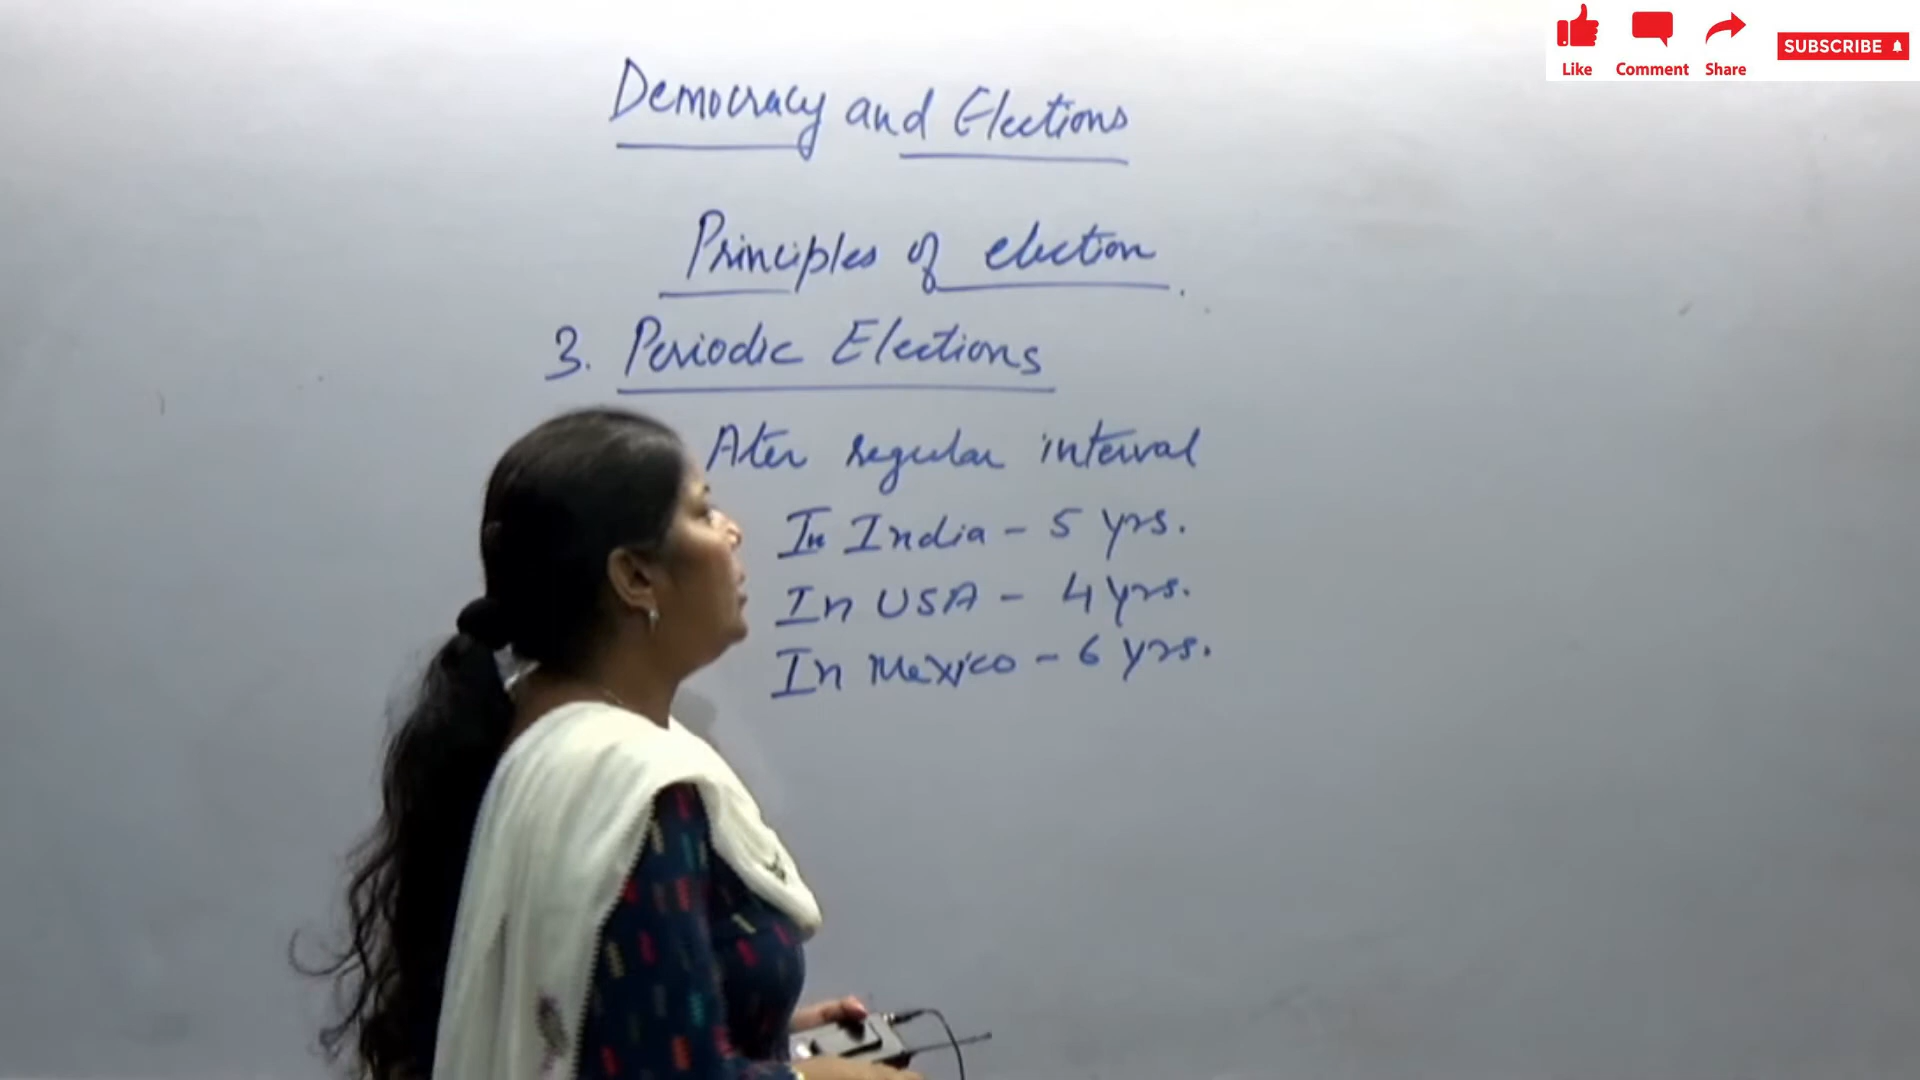 Like Comment Share SUBSCRIBE
Democracy and Elections
Principles of election.
3. Periodic Elections
Ater regular interval
In India - 5 yrs.
In USA - 4 yrs.
In Mexico - 6 yrs.